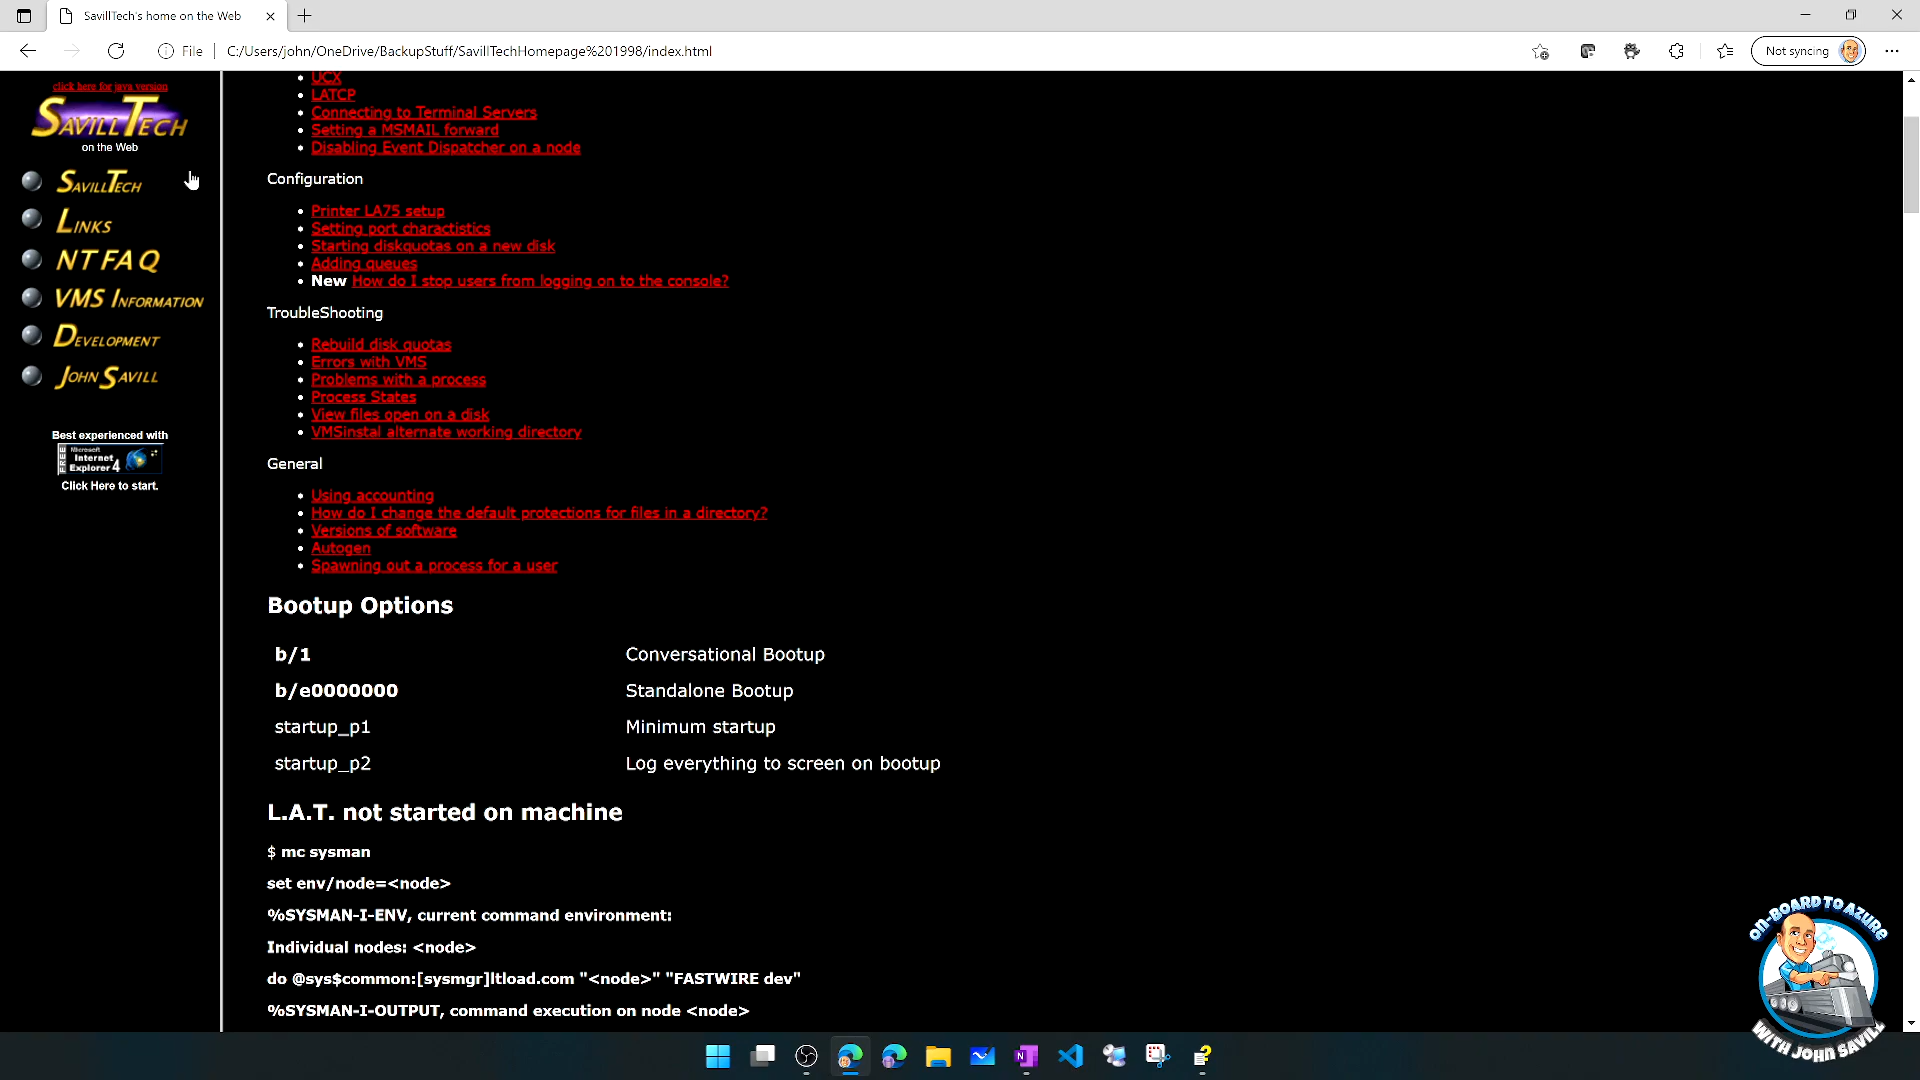 SavillTech's home on the Web
File
C:/Users/john/OneDrive/BackupStuff/SavillTechHomepage%201998/index.html
Not syncing
click here for java version
SAVILLTECH
on the Web
SAVILLTECH
LINKS
NT FAQ
VMS INFORMATION
DEVELOPMENT
JOHN SAVILL
Best experienced with
FREE Microsoft Internet Explorer 4
Click Here to start.
UCX
LATCP
Connecting to Terminal Servers
Setting a MSMAIL forward
Disabling Event Dispatcher on a node
Configuration
Printer LA75 setup
Setting port charactistics
Starting diskquotas on a new disk
Adding queues
New How do I stop users from logging on to the console?
TroubleShooting
Rebuild disk quotas
Errors with VMS
Problems with a process
Process States
View files open on a disk
VMSinstal alternate working directory
General
Using accounting
How do I change the default protections for files in a directory?
Versions of software
Autogen
Spawning out a process for a user
Bootup Options
b/1 Conversational Bootup
b/e0000000 Standalone Bootup
startup_p1 Minimum startup
startup_p2 Log everything to screen on bootup
L.A.T. not started on machine
$ mc sysman
set env/node=<node>
%SYSMAN-I-ENV, current command environment:
Individual nodes: <node>
do @sys$common:[sysmgr]ltload.com "<node>" "FASTWIRE dev"
%SYSMAN-I-OUTPUT, command execution on node <node>
ON-BOARD TO AZURE
WITH JOHN SAVILL